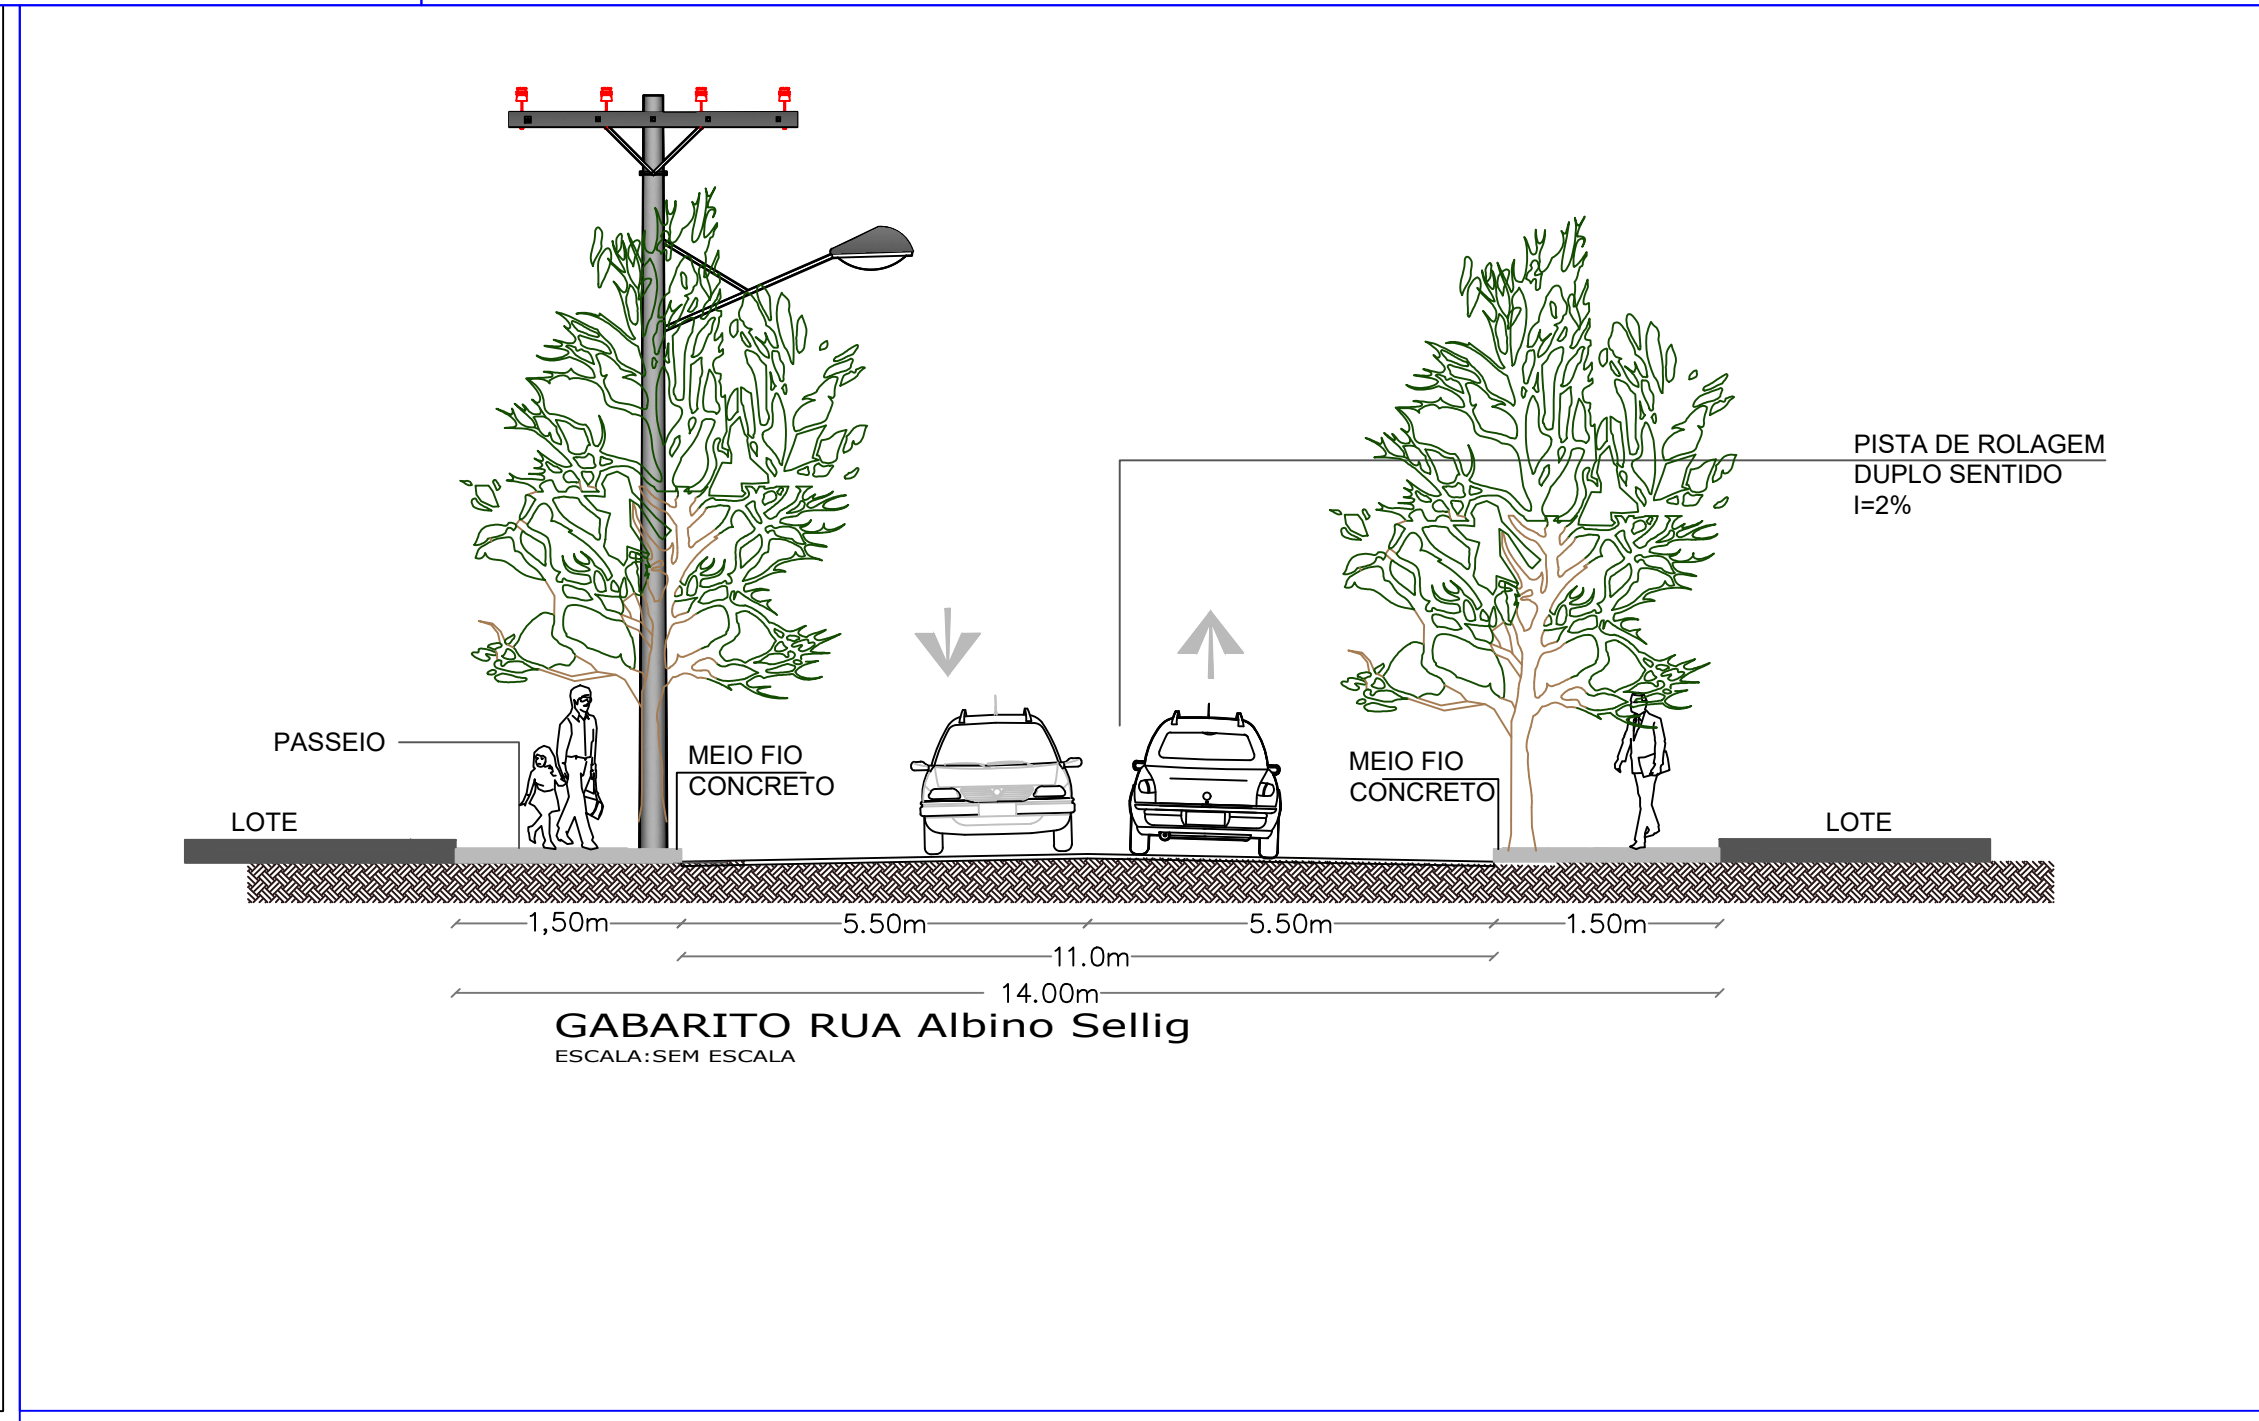 PISTA DE ROLAGEM
DUPLO SENTIDO
I=2%
PASSEIO
MEIO FIO
CONCRETO
MEIO FIO
CONCRETO
LOTE
LOTE
1,50m
5.50m
5.50m
1.50m
11.0m
14.00m
GABARITO RUA Albino Sellig
ESCALA:SEM ESCALA